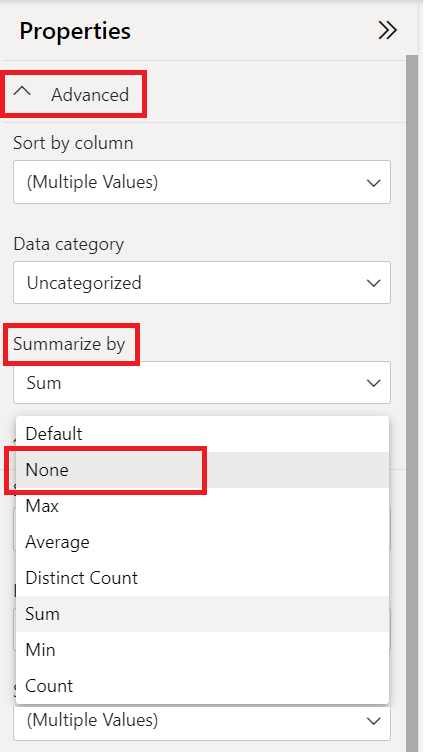 Properties
Advanced
Sort by column
(Multiple Values)
Data category
Uncategorized
Summarize by
Sum
Default
None
Max
Average
Distinct Count
Sum
Min
Count
(Multiple Values)